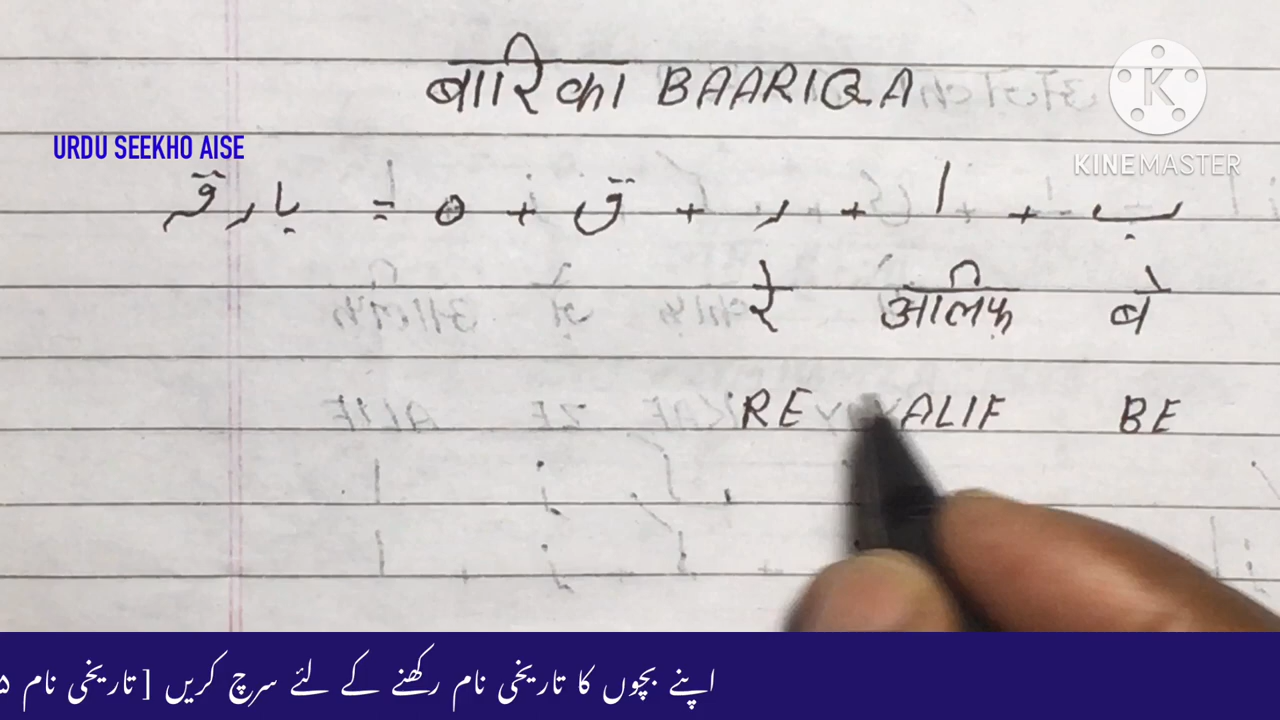 बारिका BAARIQA
KINEMASTER
URDU SEEKHO AISE
ب + ا + ر + ق + ہ = بارقہ
बे अलिफ़ रे
BE ALIF RE
اپنے بچوں کا تاریخی نام رکھنے کے لئے سرچ کریں [تاریخی نام ۵